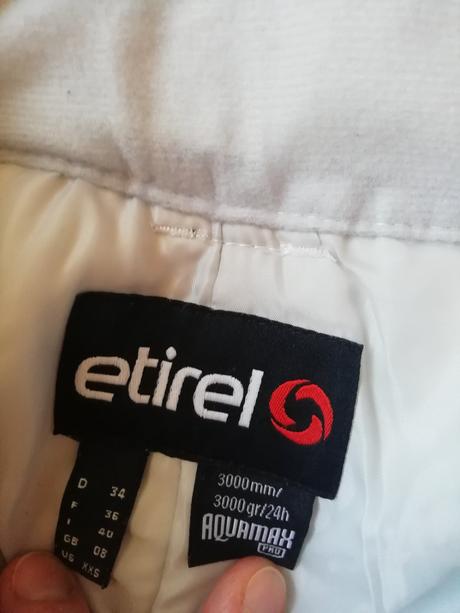 etirel
D 34
F 36
I 40
GB 08
US XXS
3000mm/
3000gr/24h
AQUAMAX
PRO